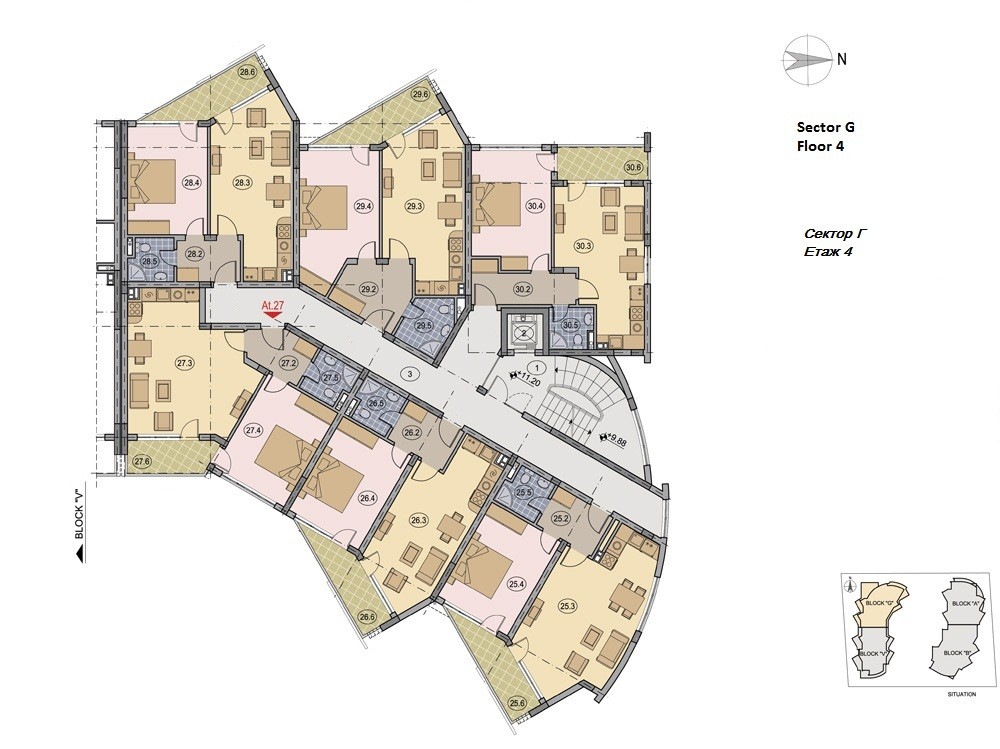 28.6
29.6
N
Sector G
Floor 4
28.4
28.3
29.4
29.3
30.4
30.6
30.3
Сектор Г
Етаж 4
28.5
28.2
29.2
30.2
At.27
29.5
2
30.5
27.3
27.2
27.5
3
1
+11.20
26.5
27.4
26.2
+9.88
27.6
26.4
26.3
25.5
25.2
BLOCK "V"
25.4
25.3
26.6
25.6
N
BLOCK "G"
BLOCK "A"
BLOCK "V"
BLOCK "B"
SITUATION